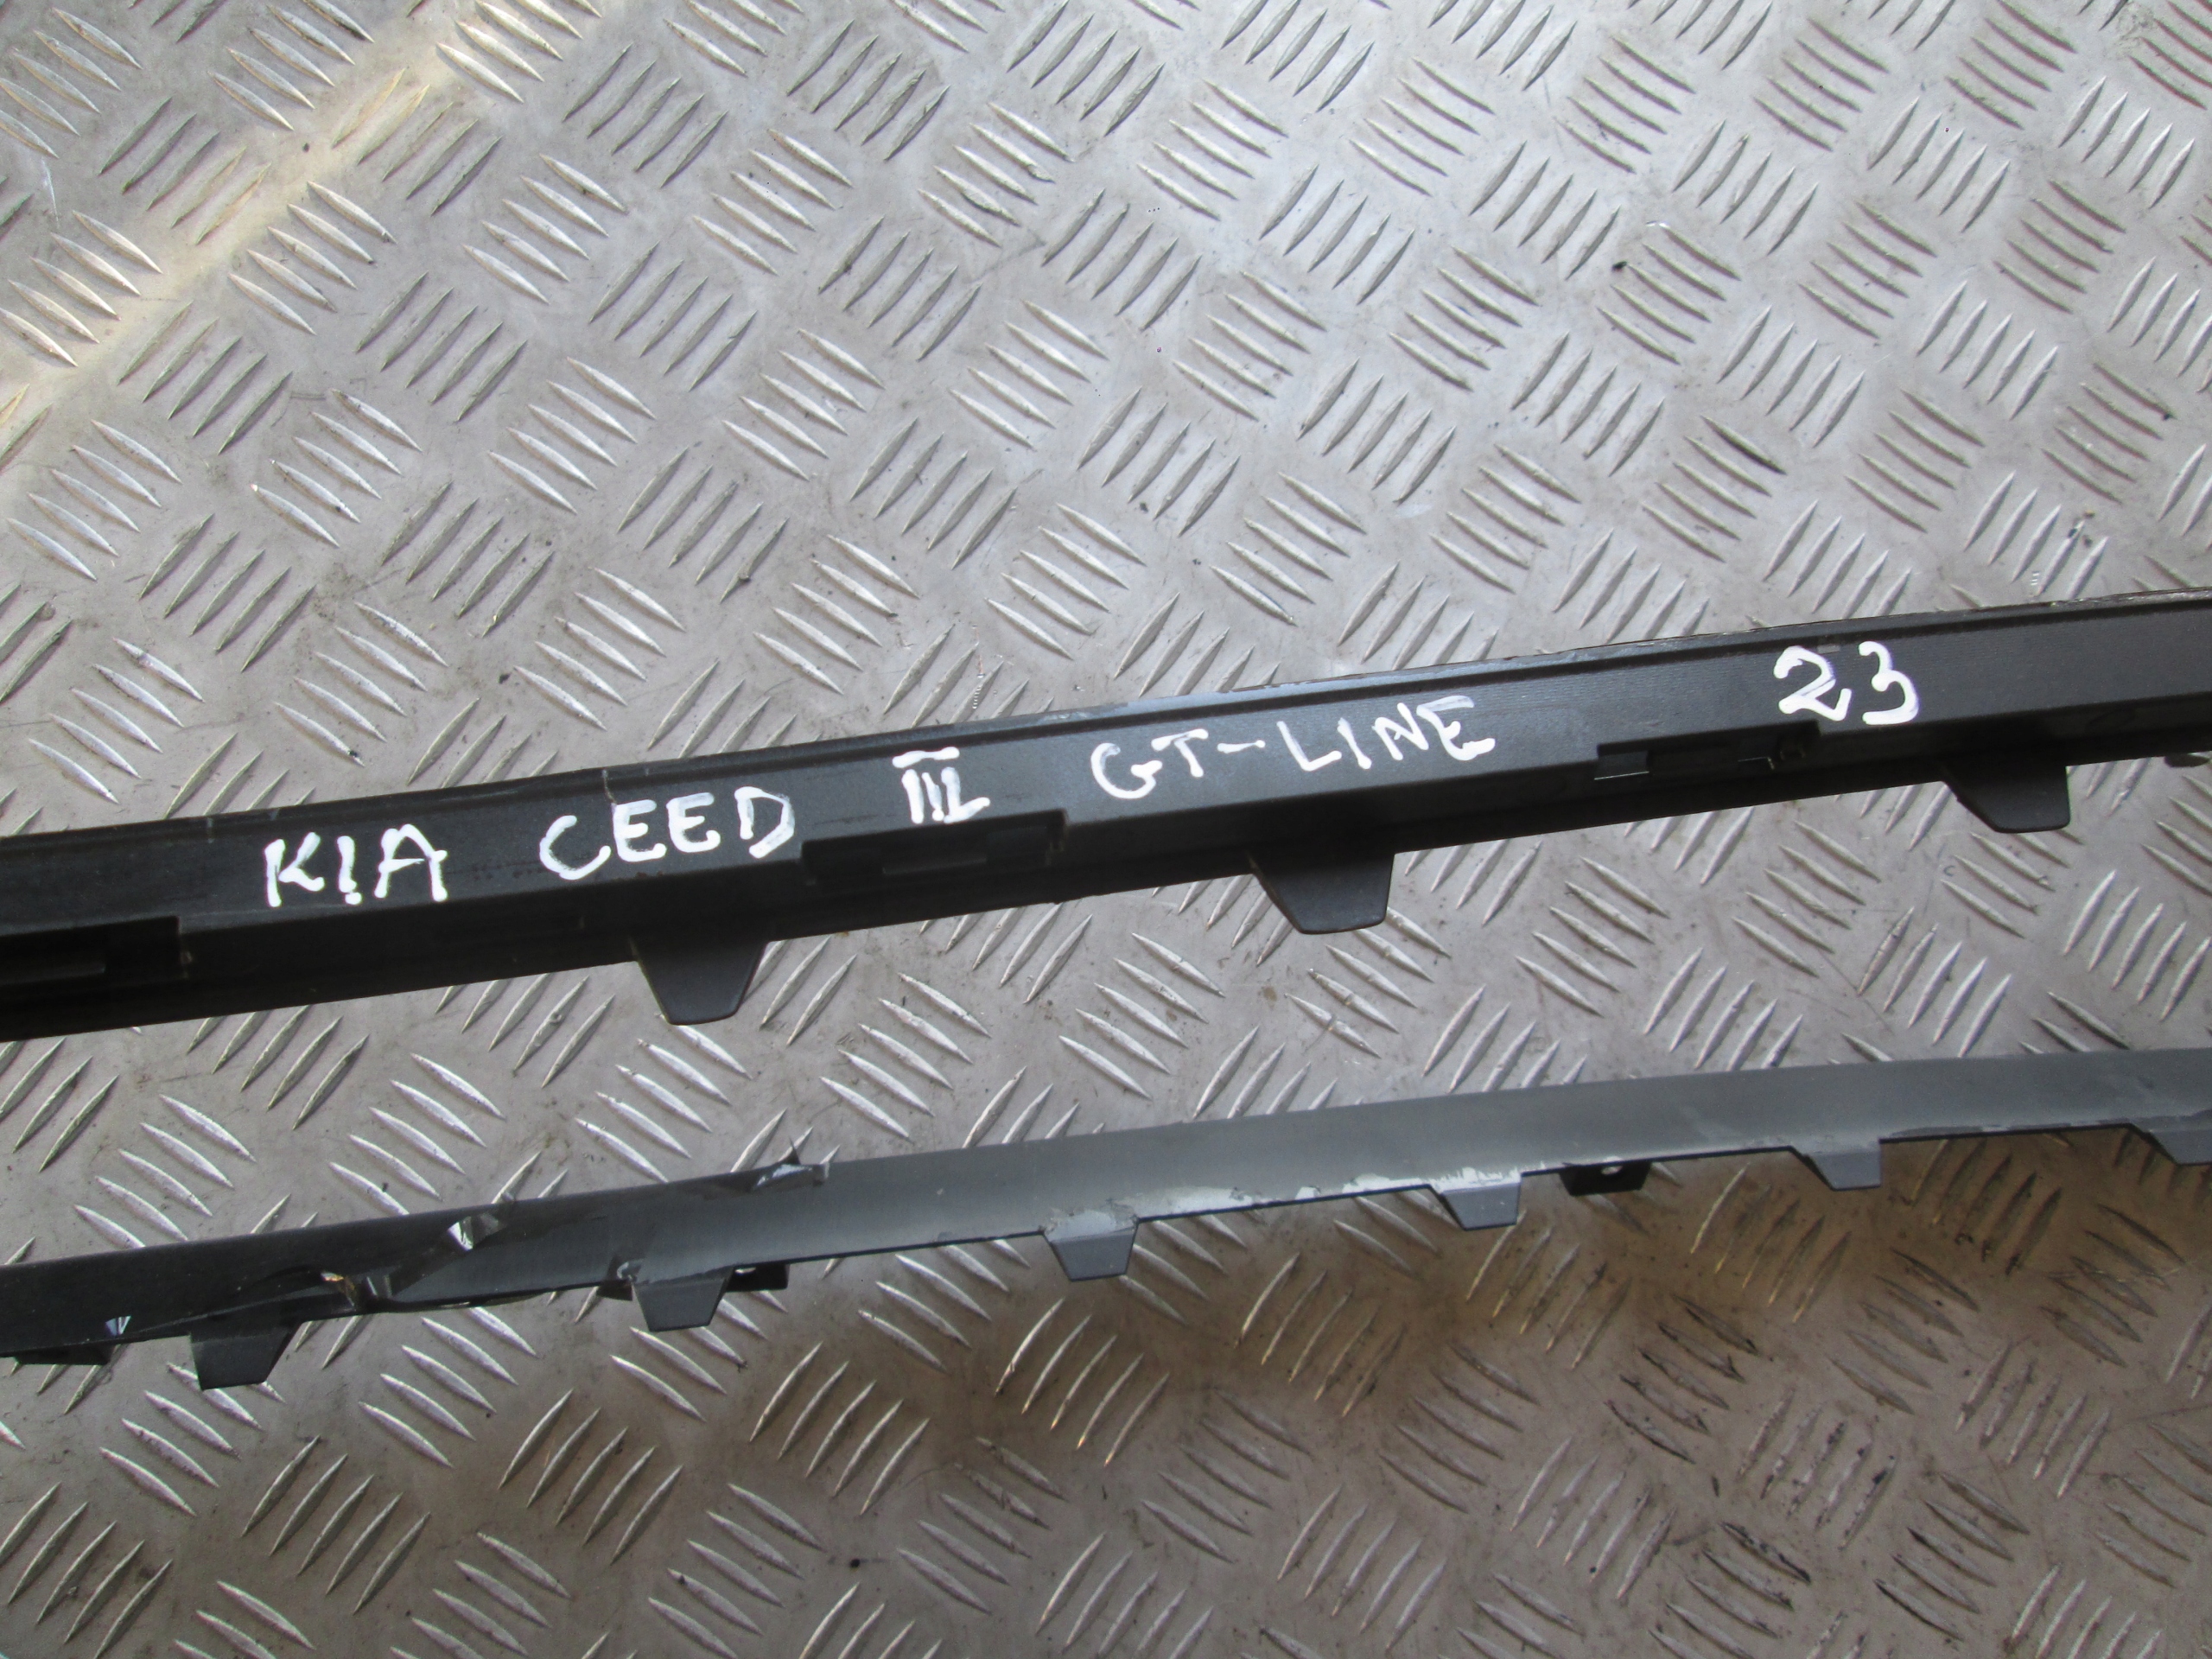 KIA CEED III GT-LINE 23